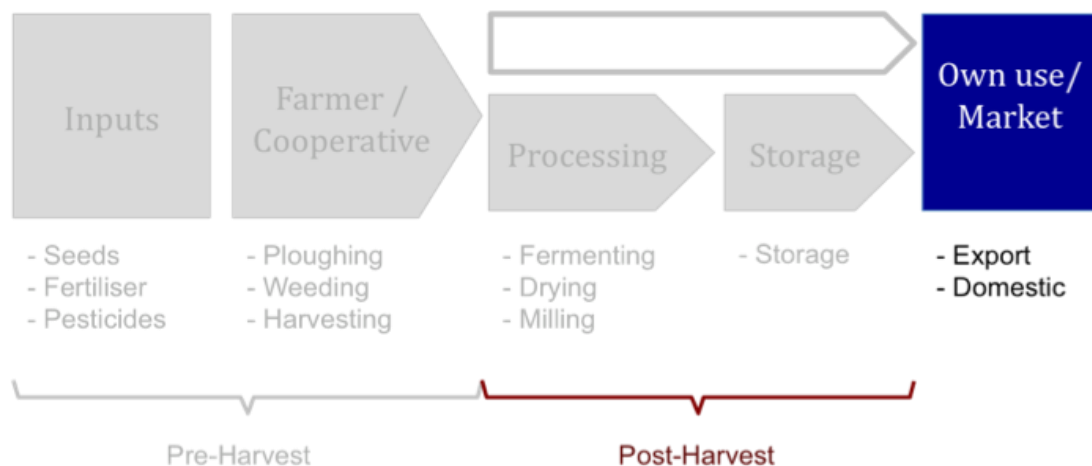 Inputs
Farmer /
Cooperative
Processing
Storage
Own use/
Market
- Seeds
- Fertiliser
- Pesticides
- Ploughing
- Weeding
- Harvesting
- Fermenting
- Drying
- Milling
- Storage
- Export
- Domestic
Pre-Harvest
Post-Harvest